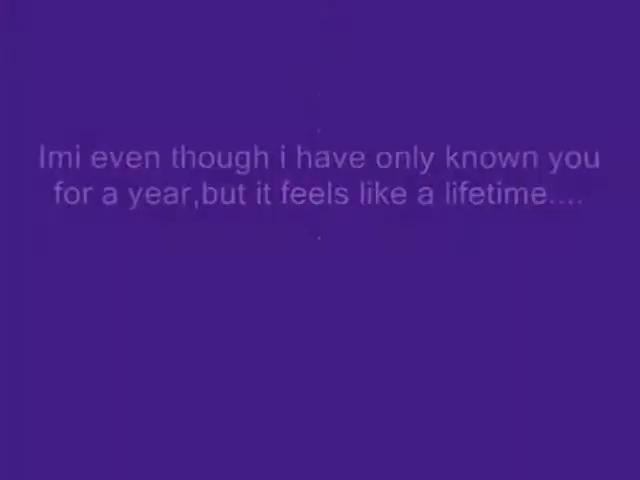 Imi even though i have only known you
for a year,but it feels like a lifetime....